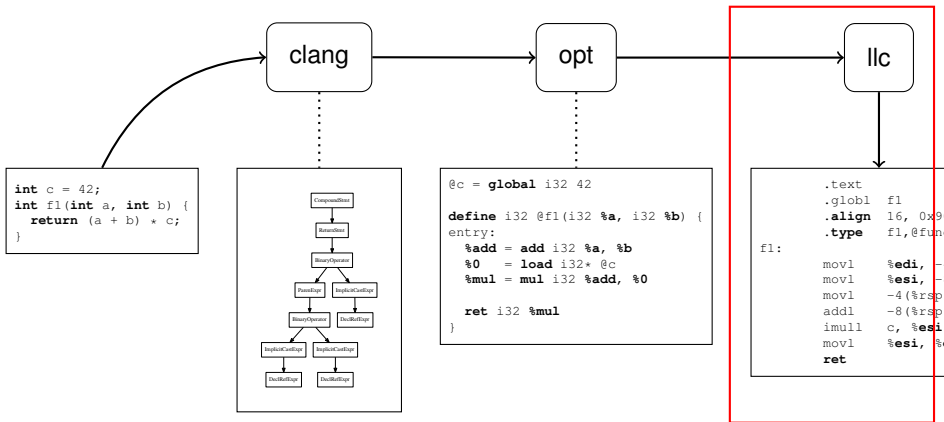 clang
opt
llc
int c = 42;
int f1(int a, int b) {
return (a + b) * c;
}
CompoundStmt
ReturnStmt
BinaryOperator
ParenExpr ImplicitCastExpr
BinaryOperator DeclRefExpr
ImplicitCastExpr ImplicitCastExpr
DeclRefExpr DeclRefExpr
@c = global i32 42
define i32 @f1(i32 %a, i32 %b) {
entry:
%add = add i32 %a, %b
%0 = load i32* @c
%mul = mul i32 %add, %0
ret i32 %mul
}
.text
.globl f1
.align 16, 0x9
.type f1,@func
f1:
movl %edi, -
movl %esi, -
movl -4(%rsp
addl -8(%rsp
imull c, %esi
movl %esi, %
ret